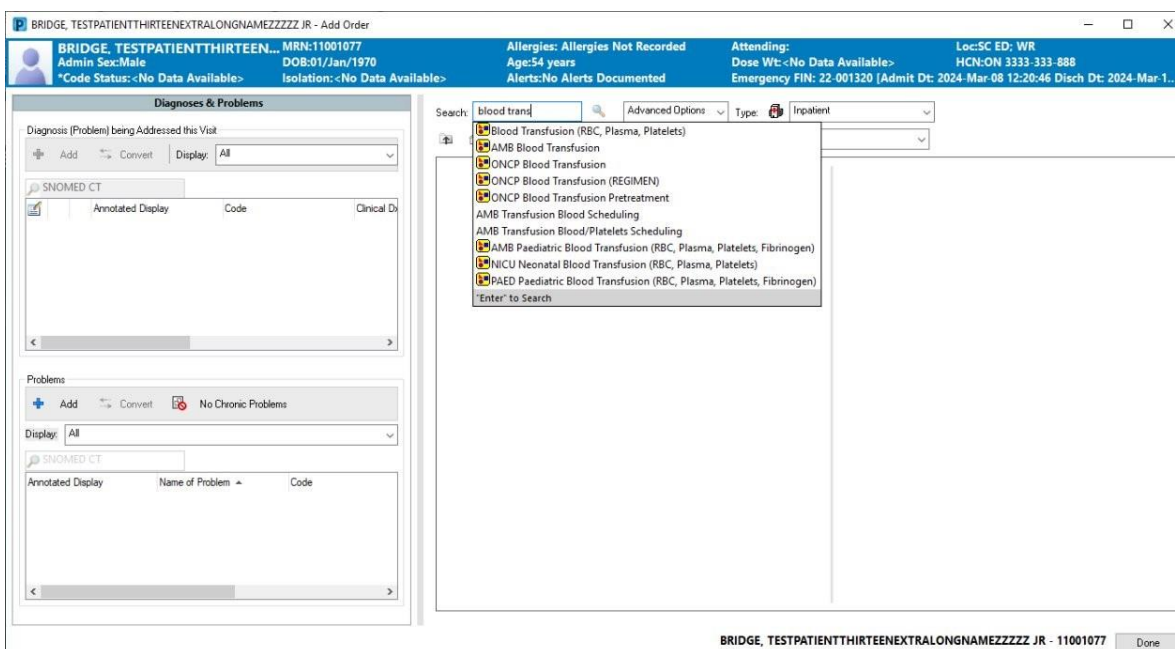 BRIDGE, TESTPATIENTTHIRTEENEXTRALONGNAMEZZZZZ JR - Add Order
BRIDGE, TESTPATIENTTHIRTEEN... MRN:11001077 Allergies: Allergies Not Recorded Attending: Loc:SC ED; WR
Admin Sex:Male DOB:01/Jan/1970 Age:54 years Dose Wt:<No Data Available> HCN:ON 3333-333-888
*Code Status:<No Data Available> Isolation:<No Data Available> Alerts:No Alerts Documented Emergency FIN: 22-001320 [Admit Dt: 2024-Mar-08 12:20:46 Disch Dt: 2024-Mar-1...
Diagnoses & Problems
Diagnosis (Problem) being Addressed this Visit
Add Convert Display: All
SNOMED CT
Annotated Display Code Clinical Dx
Problems
Add Convert No Chronic Problems
Display: All
SNOMED CT
Annotated Display Name of Problem Code
Search: blood trans Advanced Options Type: Inpatient
Blood Transfusion (RBC, Plasma, Platelets)
AMB Blood Transfusion
ONCP Blood Transfusion
ONCP Blood Transfusion (REGIMEN)
ONCP Blood Transfusion Pretreatment
AMB Transfusion Blood Scheduling
AMB Transfusion Blood/Platelets Scheduling
AMB Paediatric Blood Transfusion (RBC, Plasma, Platelets, Fibrinogen)
NICU Neonatal Blood Transfusion (RBC, Plasma, Platelets)
PAED Paediatric Blood Transfusion (RBC, Plasma, Platelets, Fibrinogen)
"Enter" to Search
BRIDGE, TESTPATIENTTHIRTEENEXTRALONGNAMEZZZZZ JR - 11001077 Done